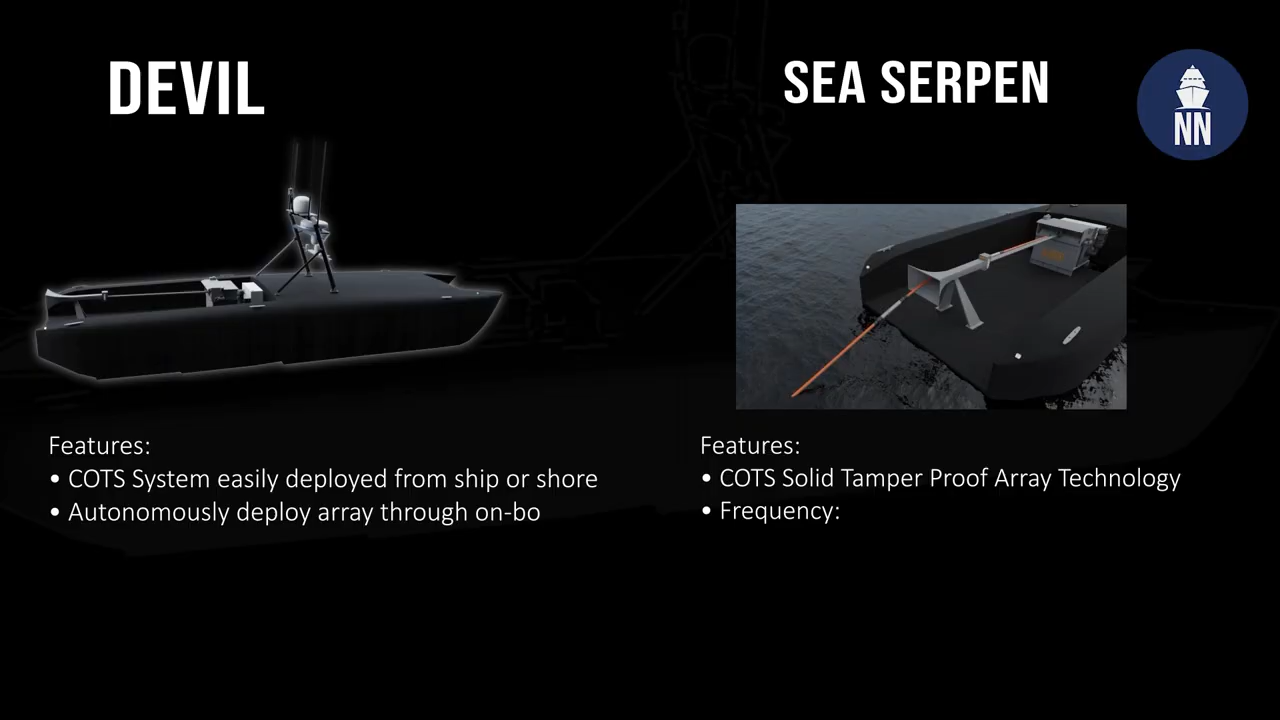 DEVIL
Features:
• COTS System easily deployed from ship or shore
• Autonomously deploy array through on-bo
SEA SERPEN
Features:
• COTS Solid Tamper Proof Array Technology
• Frequency:
NN